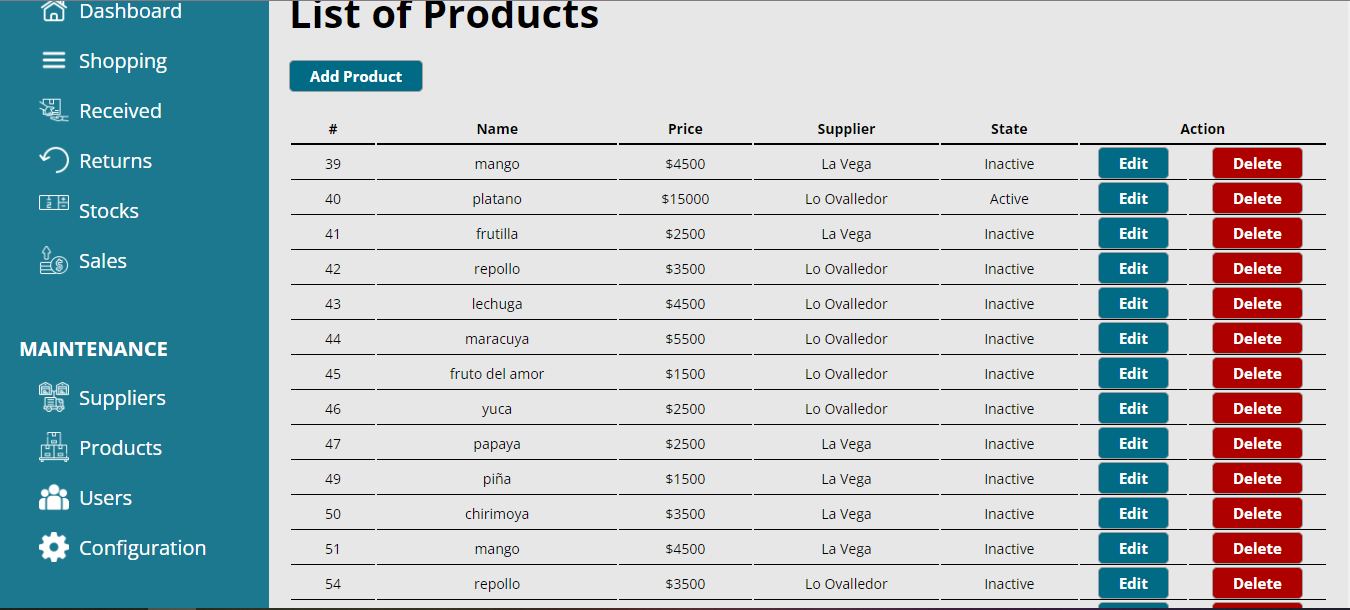 Dashboard
Shopping
Received
Returns
Stocks
Sales
MAINTENANCE
Suppliers
Products
Users
Configuration
List of Products
Add Product
# Name Price Supplier State Action
39 mango $4500 La Vega Inactive Edit Delete
40 platano $15000 Lo Ovalledor Active Edit Delete
41 frutilla $2500 La Vega Inactive Edit Delete
42 repollo $3500 Lo Ovalledor Inactive Edit Delete
43 lechuga $4500 Lo Ovalledor Inactive Edit Delete
44 maracuya $5500 Lo Ovalledor Inactive Edit Delete
45 fruto del amor $1500 Lo Ovalledor Inactive Edit Delete
46 yuca $2500 Lo Ovalledor Inactive Edit Delete
47 papaya $2500 La Vega Inactive Edit Delete
49 piña $1500 La Vega Inactive Edit Delete
50 chirimoya $3500 La Vega Inactive Edit Delete
51 mango $4500 La Vega Inactive Edit Delete
54 repollo $3500 Lo Ovalledor Inactive Edit Delete